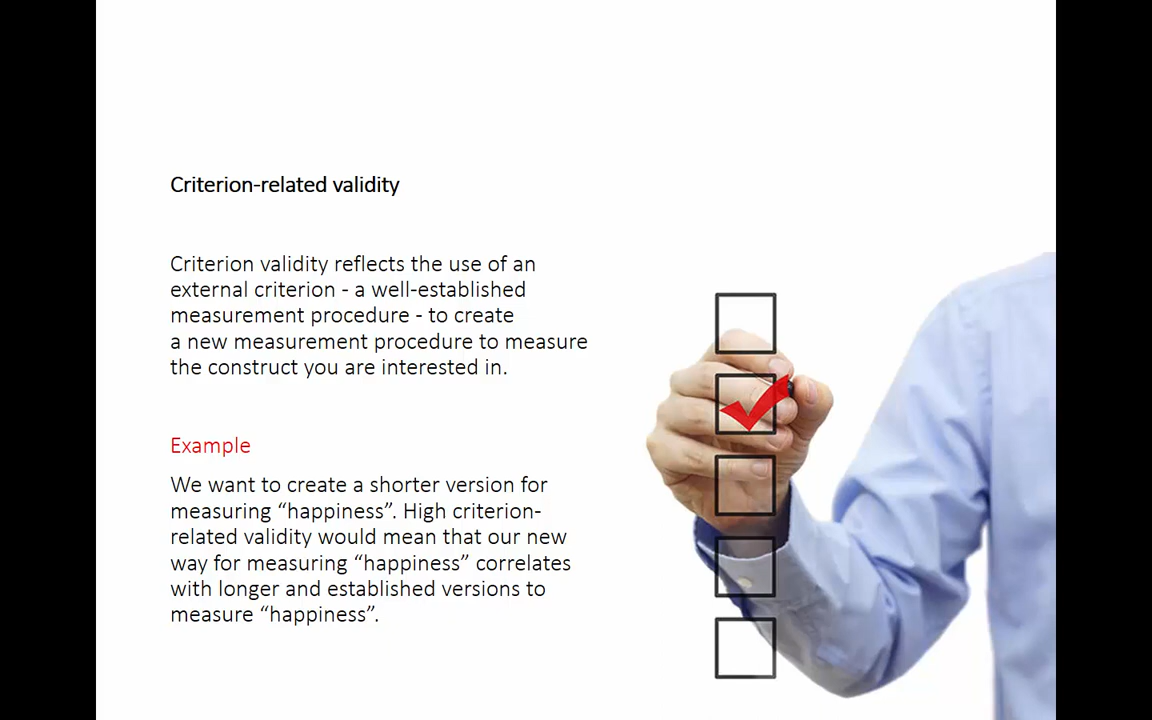 Criterion-related validity
Criterion validity reflects the use of an
external criterion - a well-established
measurement procedure - to create
a new measurement procedure to measure
the construct you are interested in.
Example
We want to create a shorter version for
measuring “happiness”. High criterion-
related validity would mean that our new
way for measuring “happiness” correlates
with longer and established versions to
measure “happiness”.